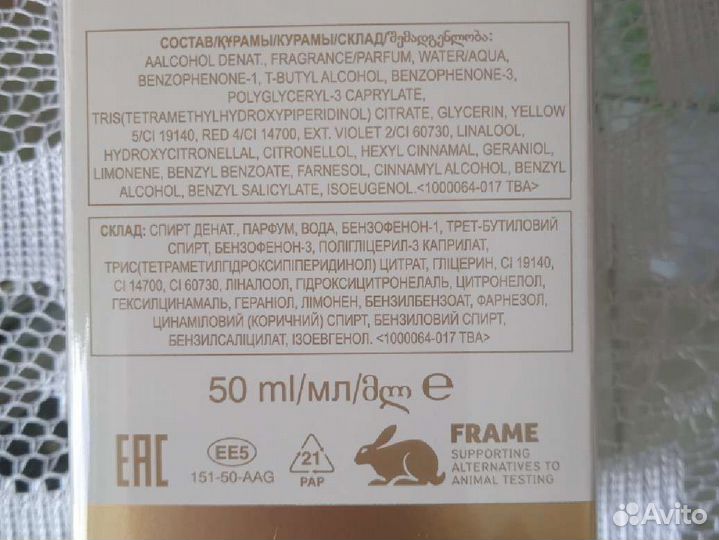 СОСТАВ/ҚҰРАМЫ/КУРАМЫ/СКЛАД/შემადგენლობა:
AALCOHOL DENAT., FRAGRANCE/PARFUM, WATER/AQUA,
BENZOPHENONE-1, T-BUTYL ALCOHOL, BENZOPHENONE-3,
POLYGLYCERYL-3 CAPRYLATE,
TRIS(TETRAMETHYLHYDROXYPIPERIDINOL) CITRATE, GLYCERIN, YELLOW
5/CI 19140, RED 4/CI 14700, EXT. VIOLET 2/CI 60730, LINALOOL,
HYDROXYCITRONELLAL, CITRONELLOL, HEXYL CINNAMAL, GERANIOL,
LIMONENE, BENZYL BENZOATE, FARNESOL, CINNAMYL ALCOHOL, BENZYL
ALCOHOL, BENZYL SALICYLATE, ISOEUGENOL.<1000064-017 TBA>
СКЛАД: СПИРТ ДЕНАТ., ПАРФУМ, ВОДА, БЕНЗОФЕНОН-1, ТРЕТ-БУТИЛОВИЙ
СПИРТ, БЕНЗОФЕНОН-3, ПОЛІГЛІЦЕРИЛ-3 КАПРИЛАТ,
ТРИС(ТЕТРАМЕТИЛГІДРОКСИПІПЕРИДИНОЛ) ЦИТРАТ, ГЛІЦЕРИН, CI 19140,
CI 14700, CI 60730, ЛІНАЛООЛ, ГІДРОКСИЦИТРОНЕЛАЛЬ, ЦИТРОНЕЛОЛ,
ГЕКСИЛЦИНАМАЛЬ, ГЕРАНІОЛ, ЛІМОНЕН, БЕНЗИЛБЕНЗОАТ, ФАРНЕЗОЛ,
ЦИНАМІЛОВИЙ (КОРИЧНИЙ) СПИРТ, БЕНЗИЛОВИЙ СПИРТ,
БЕНЗИЛСАЛІЦИЛАТ, ІЗОЕВГЕНОЛ. <1000064-017 TBA>
50 ml/мл/მლ ℮
EAC
EE5
151-50-AAG
21
PAP
FRAME
SUPPORTING
ALTERNATIVES TO
ANIMAL TESTING
Avito